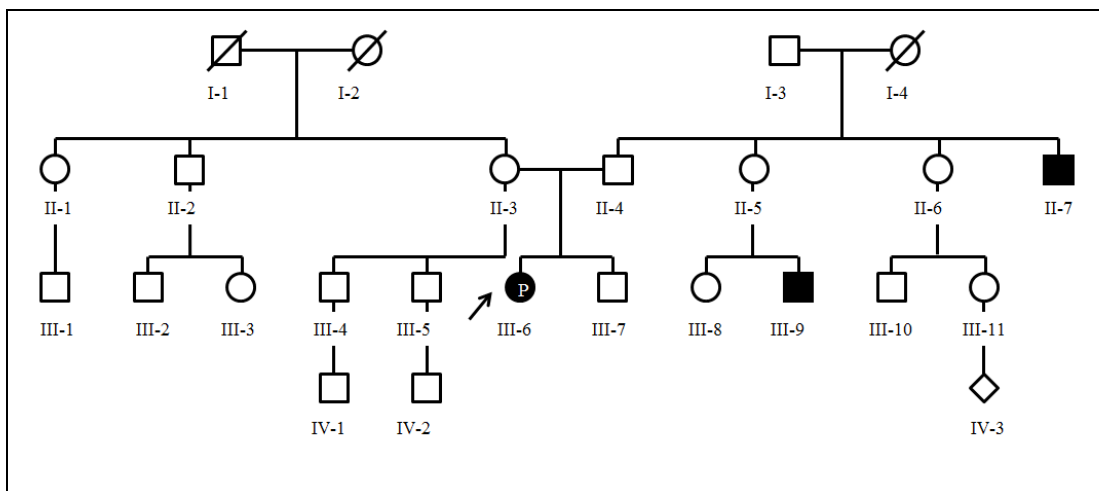 I-1 I-2 I-3 I-4
II-1 II-2 II-3 II-4 II-5 II-6 II-7
P
III-1 III-2 III-3 III-4 III-5 III-6 III-7 III-8 III-9 III-10 III-11
IV-1 IV-2 IV-3